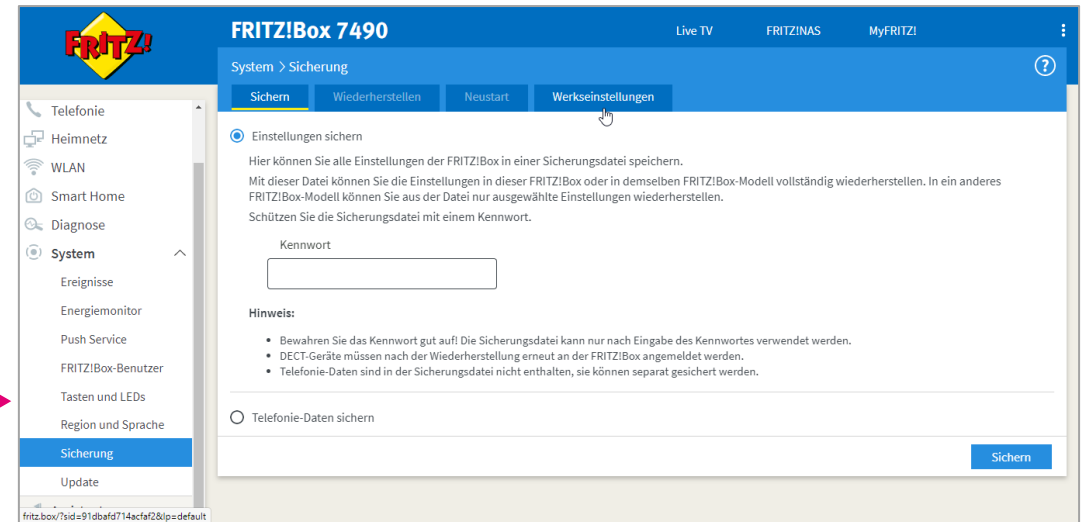 FRITZ!
FRITZ!Box 7490
Live TV
FRITZ!NAS
MyFRITZ!
System > Sicherung
?
Sichern
Wiederherstellen
Neustart
Werkseinstellungen
Telefonie
Heimnetz
WLAN
Smart Home
Diagnose
System
Ereignisse
Energiemonitor
Push Service
FRITZ!Box-Benutzer
Tasten und LEDs
Region und Sprache
Sicherung
Update
fritz.box/?sid=91dbafd714acfaf2&lp=default
Einstellungen sichern
Hier können Sie alle Einstellungen der FRITZ!Box in einer Sicherungsdatei speichern.
Mit dieser Datei können Sie die Einstellungen in dieser FRITZ!Box oder in demselben FRITZ!Box-Modell vollständig wiederherstellen. In ein anderes
FRITZ!Box-Modell können Sie aus der Datei nur ausgewählte Einstellungen wiederherstellen.
Schützen Sie die Sicherungsdatei mit einem Kennwort.
Kennwort
Hinweis:
• Bewahren Sie das Kennwort gut auf! Die Sicherungsdatei kann nur nach Eingabe des Kennwortes verwendet werden.
• DECT-Geräte müssen nach der Wiederherstellung erneut an der FRITZ!Box angemeldet werden.
• Telefonie-Daten sind in der Sicherungsdatei nicht enthalten, sie können separat gesichert werden.
Telefonie-Daten sichern
Sichern